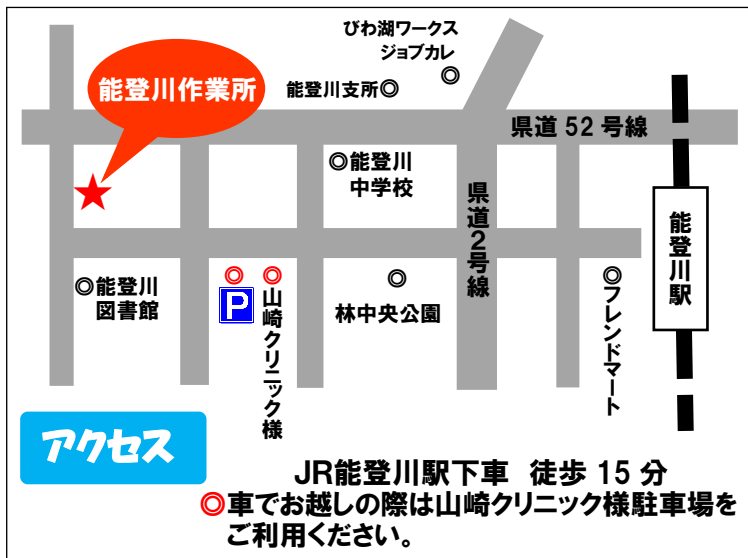 びわ湖ワークス
ジョブカレ
能登川作業所
能登川支所◎
◎
県道 52 号線
◎能登川
中学校
県道2号線
能登川駅
◎能登川
図書館
◎
P
◎山崎クリニック様
◎
林中央公園
◎フレンドマート
アクセス
JR能登川駅下車 徒歩 15 分
◎車でお越しの際は山崎クリニック様駐車場を
ご利用ください。